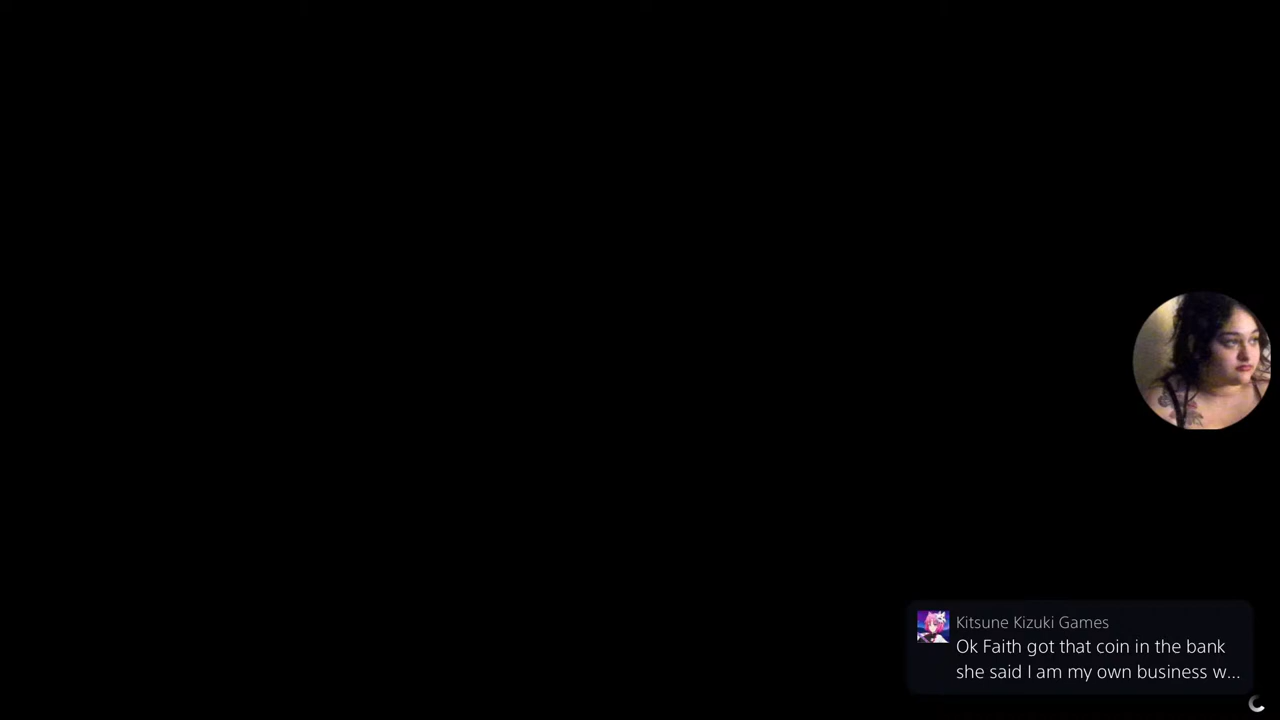 Kitsune Kizuki Games
Ok Faith got that coin in the bank
she said I am my own business w...